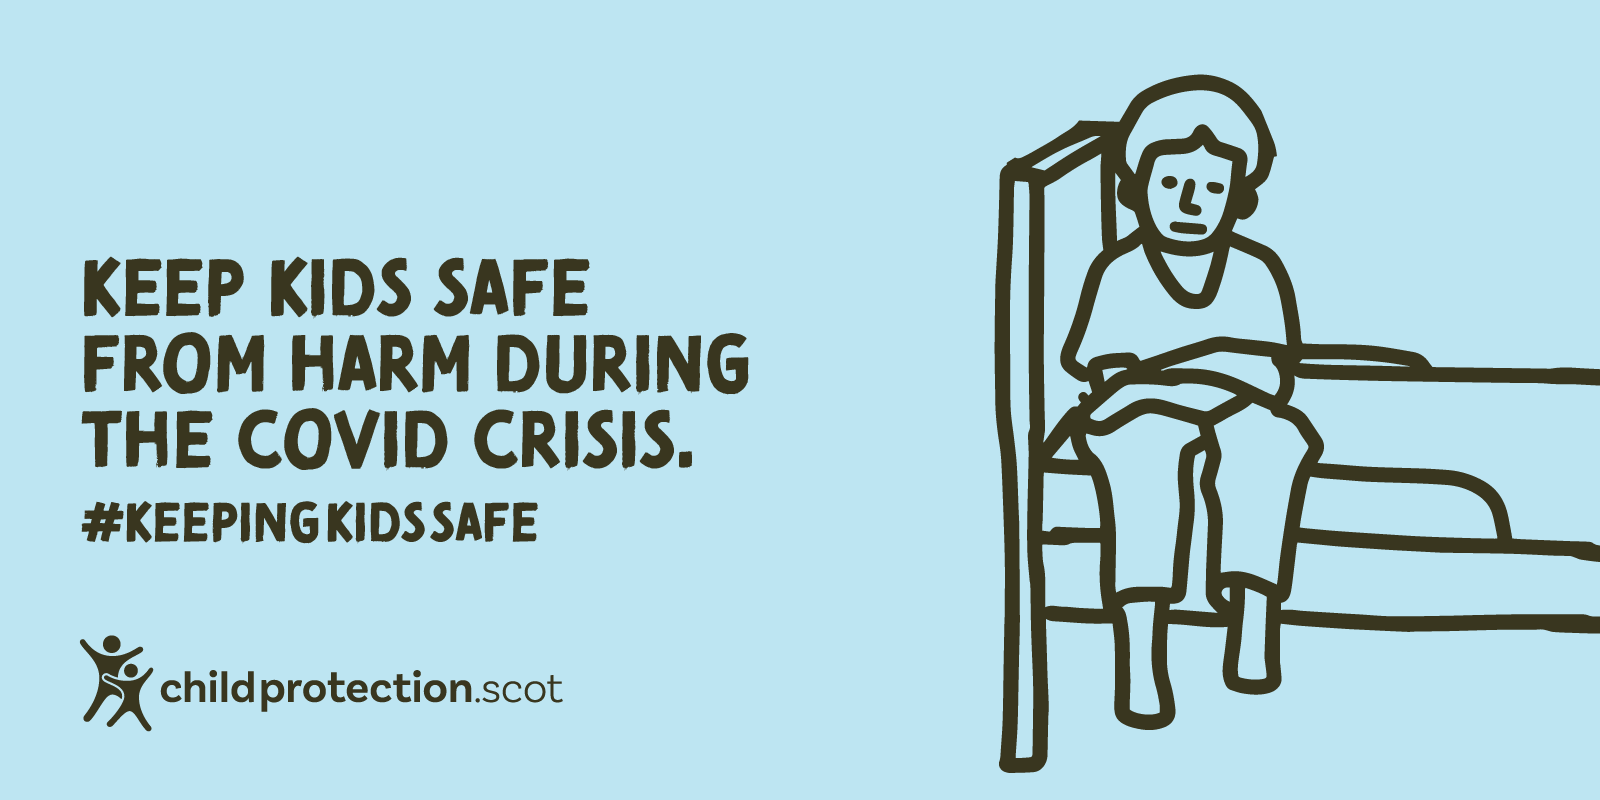 KEEP KIDS SAFE
FROM HARM DURING
THE COVID CRISIS.
#KEEPINGKIDSSAFE
childprotection.scot